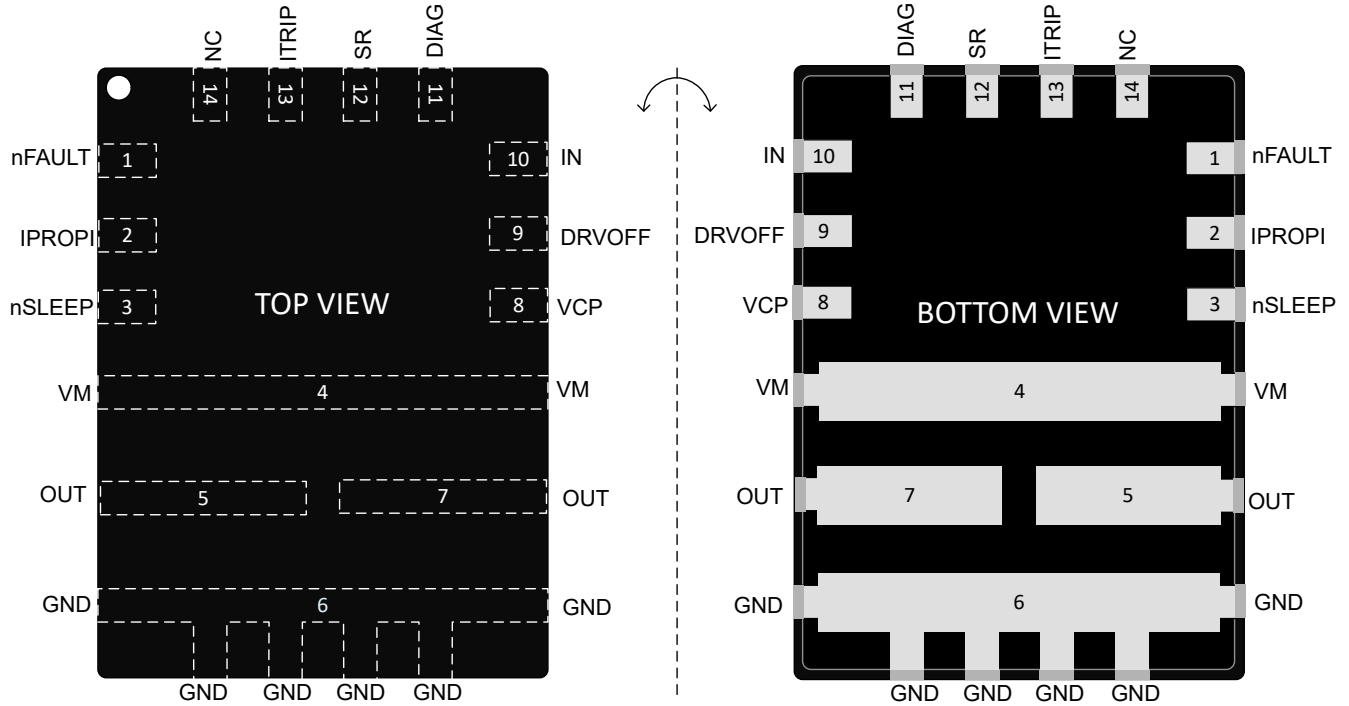 NC ITRIP SR DIAG
14 13 12 11
nFAULT 1 10 IN
IPROPI 2 9 DRVOFF
nSLEEP 3 8 VCP
TOP VIEW
VM 4 VM
OUT 5 7 OUT
GND 6 GND
GND GND GND GND
DIAG SR ITRIP NC
11 12 13 14
IN 10 1 nFAULT
DRVOFF 9 2 IPROPI
VCP 8 3 nSLEEP
BOTTOM VIEW
VM 4 VM
OUT 7 5 OUT
GND 6 GND
GND GND GND GND